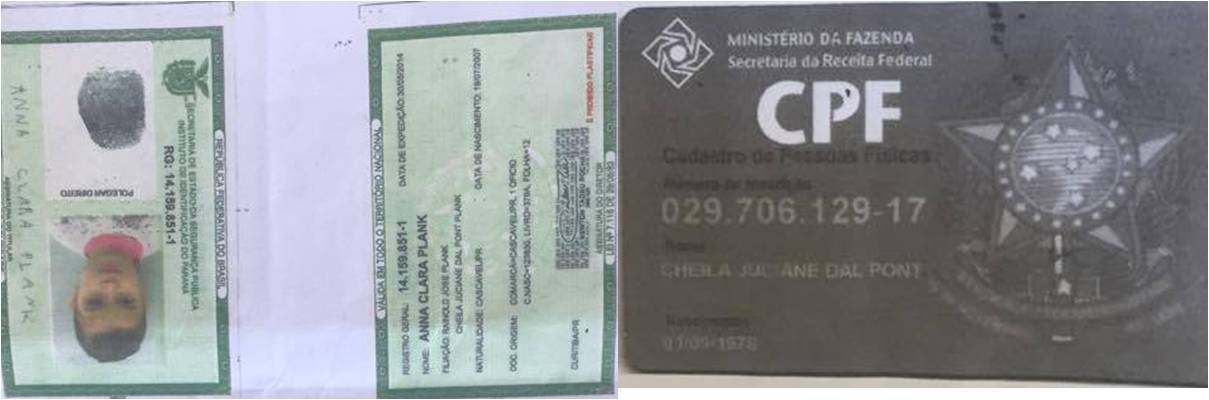 REPÚBLICA FEDERATIVA DO BRASIL
SECRETARIA DE ESTADO DA SEGURANÇA PÚBLICA
INSTITUTO DE IDENTIFICAÇÃO DO PARANÁ
RG: 14.159.851-1
POLEGAR DIREITO
ANNA CLARA PLANK
ASSINATURA DO TITULAR
VÁLIDA EM TODO O TERRITÓRIO NACIONAL
REGISTRO GERAL: 14.159.851-1 DATA DE EXPEDIÇÃO: 30/05/2014
NOME: ANNA CLARA PLANK
FILIAÇÃO: RAINOLD JOSE PLANK
CHEILA JUCIANE DAL PONT PLANK
NATURALIDADE: CASCAVEL/PR DATA DE NASCIMENTO: 19/07/2007
DOC. ORIGEM: COMARCA=CASCAVEL/PR, 1 OFICIO
C.NASC=123930, LIVRO=378A, FOLHA=12
CURITIBA/PR
ASSINATURA DO DIRETOR
LEI Nº 7.116 DE 29/08/83
É PROIBIDO PLASTIFICAR
MINISTÉRIO DA FAZENDA
Secretaria da Receita Federal
CPF
Cadastro de Pessoas Físicas
Número de Inscrição
029.706.129-17
Nome
CHEILA JUCIANE DAL PONT
Nascimento
01/09/1978